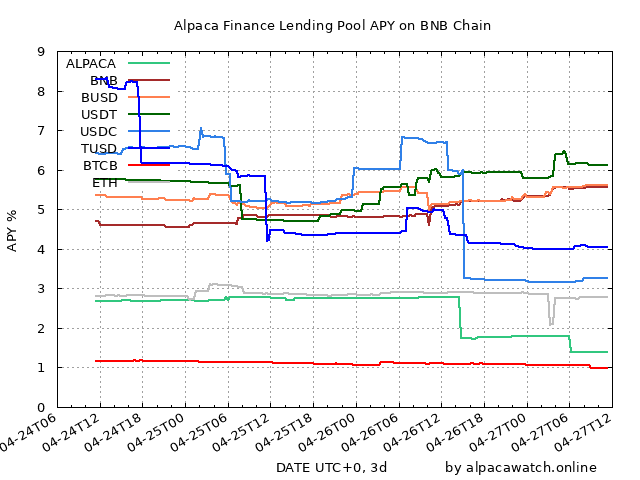 Alpaca Finance Lending Pool APY on BNB Chain
9
8
7
6
5
4
3
2
1
0
APY %
ALPACA
BNB
BUSD
USDT
USDC
TUSD
BTCB
ETH
04-24T06
04-24T12
04-24T18
04-25T00
04-25T06
04-25T12
04-25T18
04-26T00
04-26T06
04-26T12
04-26T18
04-27T00
04-27T06
04-27T12
DATE UTC+0, 3d
by alpacawatch.online